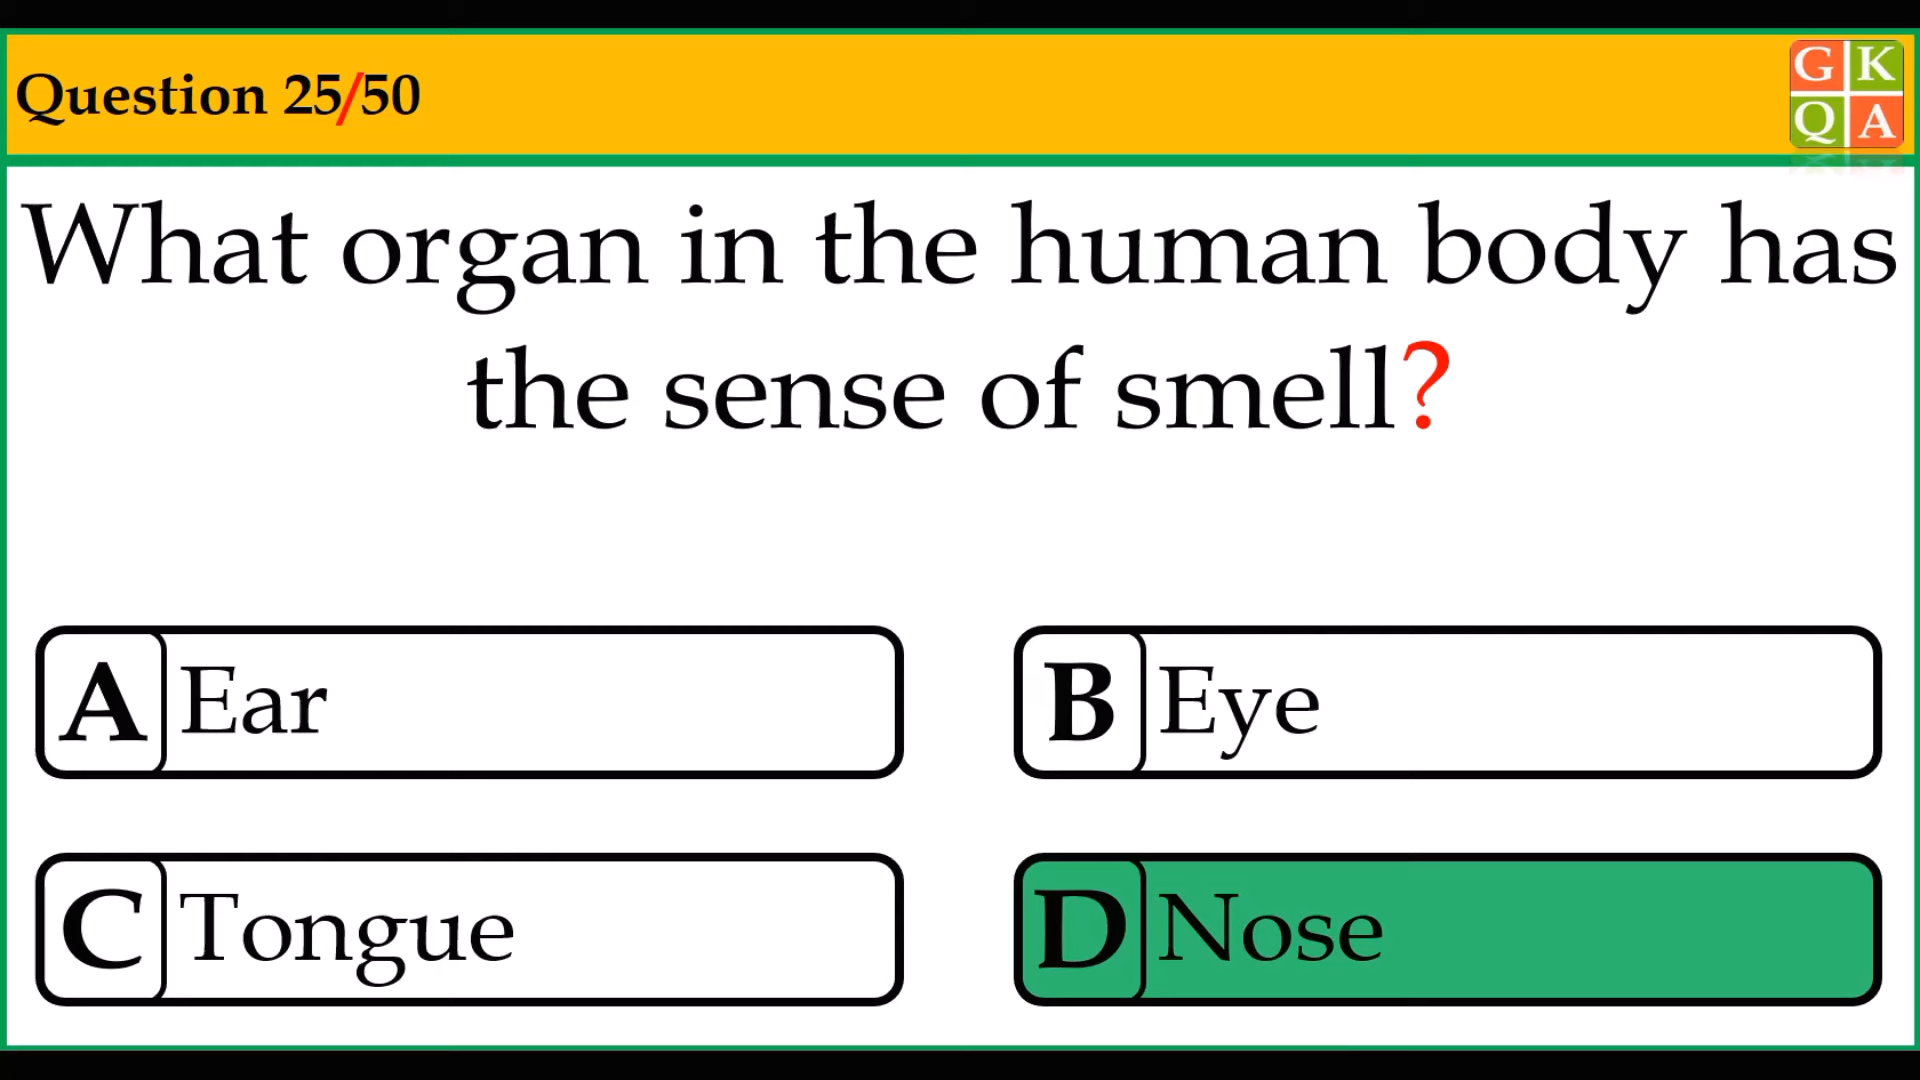 Question 25/50
G K
Q A
What organ in the human body has
the sense of smell?
A Ear
B Eye
C Tongue
D Nose